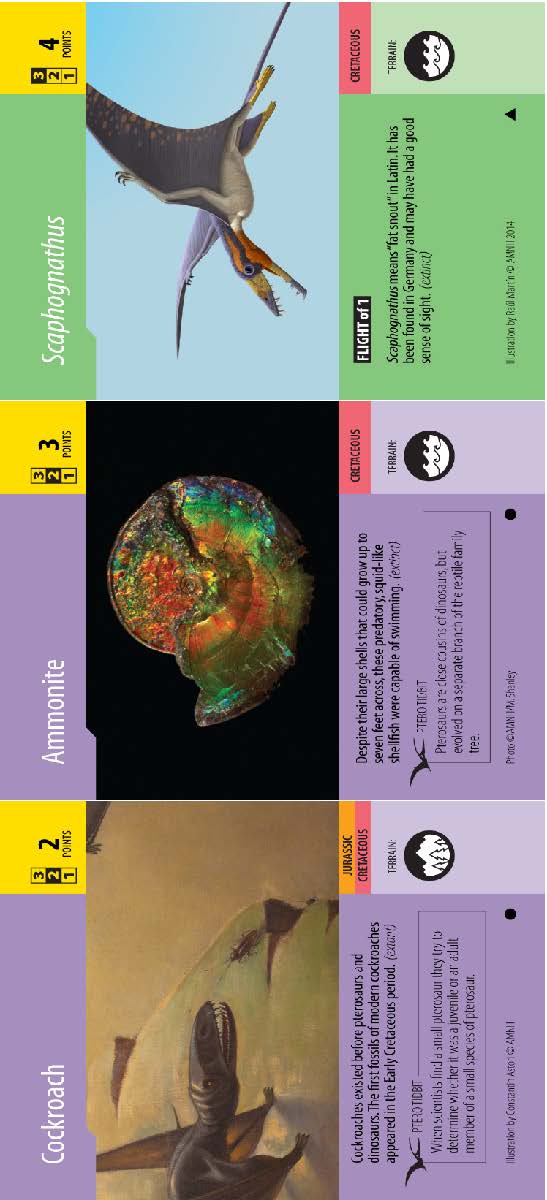 Scaphognathus
3
2
1
4
POINTS
CRETACEOUS
TERRAIN:
FLIGHT of 1
Scaphognathus means "fat snout" in Latin. It has
been found in Germany and may have had a good
sense of sight. (extinct)
Illustration by Raúl Martín © AMNH 2014
Ammonite
3
2
1
3
POINTS
CRETACEOUS
TERRAIN:
Despite their large shells that could grow up to
seven feet across, these predatory, squid-like
shellfish were capable of swimming. (extinct)
PTERO TIDBIT
Pterosaurs are close cousins of dinosaurs, but
evolved on a separate branch of the reptile family
tree.
Photo ©AMNH/M. Shanley
Cockroach
3
2
1
2
POINTS
JURASSIC
CRETACEOUS
TERRAIN:
Cockroaches existed before pterosaurs and
dinosaurs. The first fossils of modern cockroaches
appeared in the Early Cretaceous period. (extant)
PTERO TIDBIT
When scientists find a small pterosaur they try to
determine whether it was a juvenile or an adult
member of a small species of pterosaur.
Illustration by Constantin Astori © AMNH